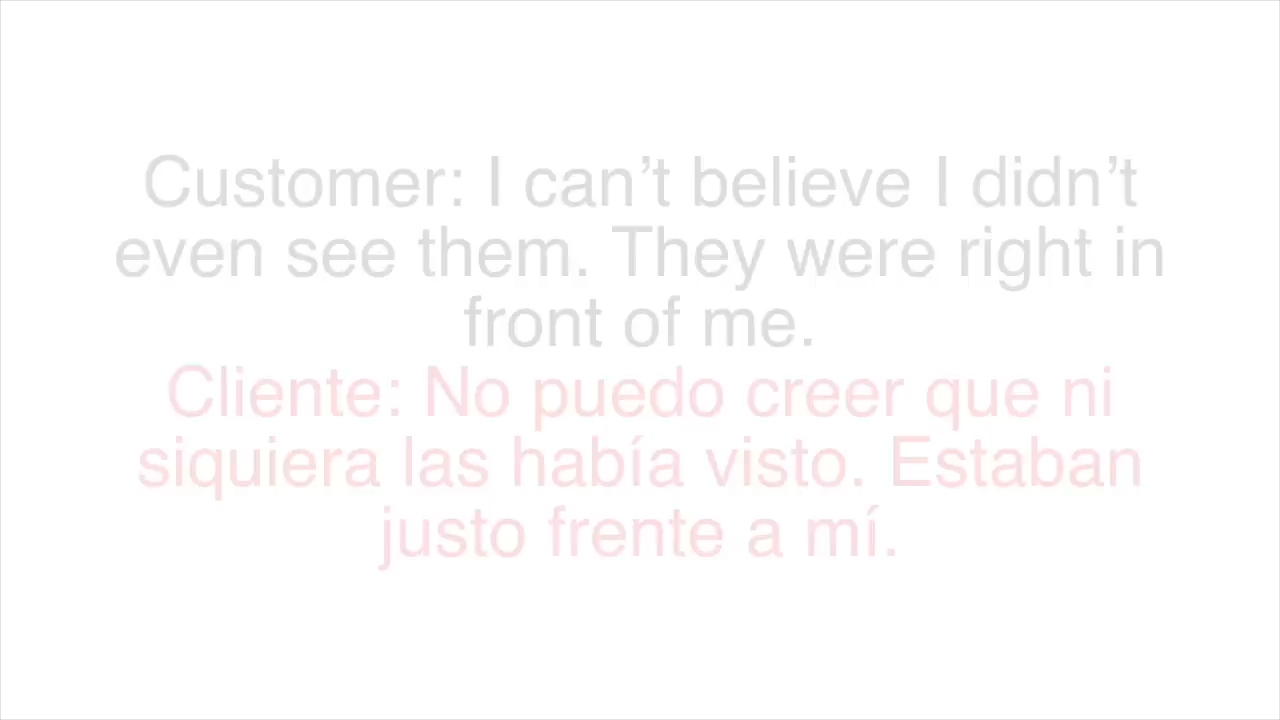 Customer: I can’t believe I didn’t
even see them. They were right in
front of me.
Cliente: No puedo creer que ni
siquiera las había visto. Estaban
justo frente a mí.